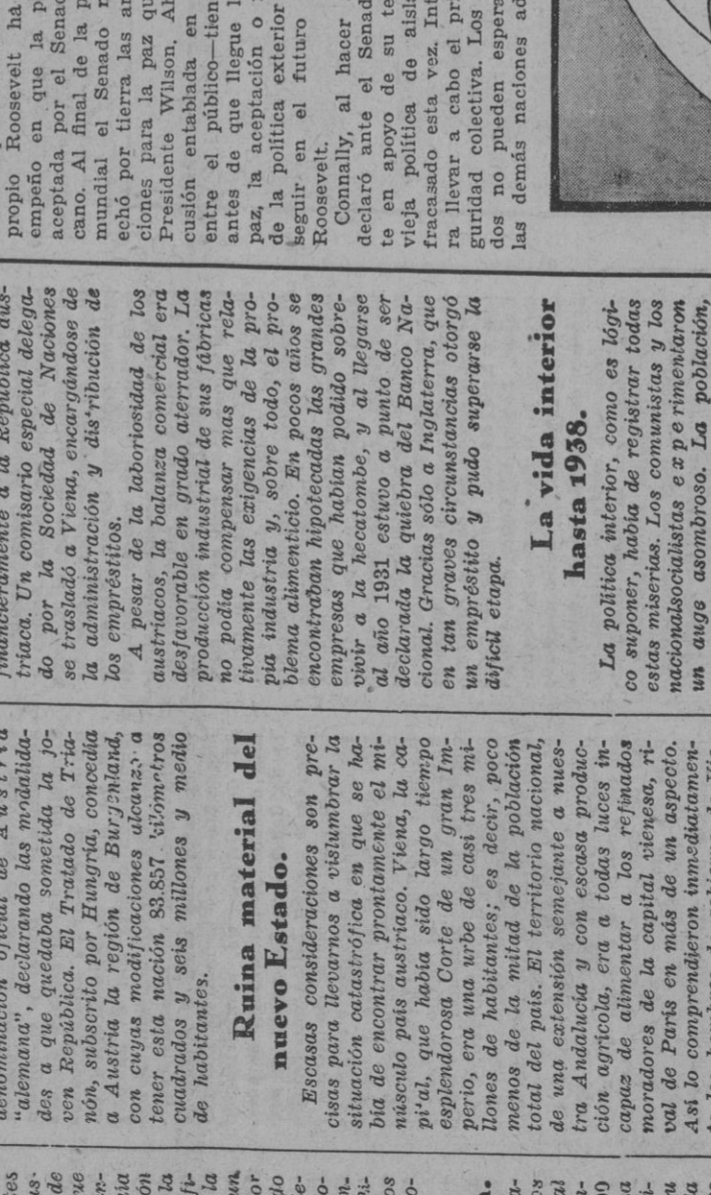 denominación oficial de Austria
"alemana", declarando las modalida-
des a que quedaba sometida la jo-
ven República. El Tratado de Tria-
nón, subscrito por Hungría, concedía
a Austria la región de Burgenland,
con cuyas modificaciones alcanzó a
tener esta nación 83.857 kilómetros
cuadrados y seis millones y medio
de habitantes.
Ruina material del
nuevo Estado.
Escasas consideraciones son pre-
cisas para llevarnos a vislumbrar la
situación catastrófica en que se ha-
bía de encontrar prontamente el mi-
núsculo país austríaco. Viena, la ca-
pi'al, que había sido largo tiempo
esplendorosa Corte de un gran Im-
perio, era una urbe de casi tres mi-
llones de habitantes; es decir, poco
menos de la mitad de la población
total del país. El territorio nacional,
de una extensión semejante a nues-
tra Andalucía y con escasa produc-
ción agrícola, era a todas luces in-
capaz de alimentar a los refinados
moradores de la capital vienesa, ri-
val de París en más de un aspecto.
Así lo comprendieron inmediatamen-
financieramente a la República aus-
tríaca. Un comisario especial delega-
do por la Sociedad de Naciones
se trasladó a Viena, encargándose de
la administración y dis'ribución de
los empréstitos.
A pesar de la laboriosidad de los
austríacos, la balanza comercial era
desfavorable en grado aterrador. La
producción industrial de sus fábricas
no podía compensar mas que rela-
tivamente las exigencias de la pro-
pia industria y, sobre todo, el pro-
blema alimenticio. En pocos años se
encontraban hipotecadas las grandes
empresas que habían podido sobre-
vivir a la hecatombe, y al llegarse
al año 1931 estuvo a punto de ser
declarada la quiebra del Banco Na-
cional. Gracias sólo a Inglaterra, que
en tan graves circunstancias otorgó
un empréstito y pudo superarse la
difícil etapa.
La vida interior
hasta 1938.
La política interior, como es lógi-
co suponer, había de registrar todas
estas miserias. Los comunistas y los
nacionalsocialistas experimentaron
un auge asombroso. La población,
propio Roosevelt ha
empeño en que la p
aceptada por el Senad
cano. Al final de la p
mundial el Senado r
echó por tierra las ar
ciones para la paz qu
Presidente Wilson. Ah
cusión entablada en
entre el público—tien
antes de que llegue l
paz, la aceptación o
de la política exterior
seguir en el futuro
Roosevelt.
Connally, al hacer
declaró ante el Senad
te en apoyo de su te
vieja política de aisla
fracasado esta vez. Int
ra llevar a cabo el pr
guridad colectiva. Los
dos no pueden espera
las demás naciones ad